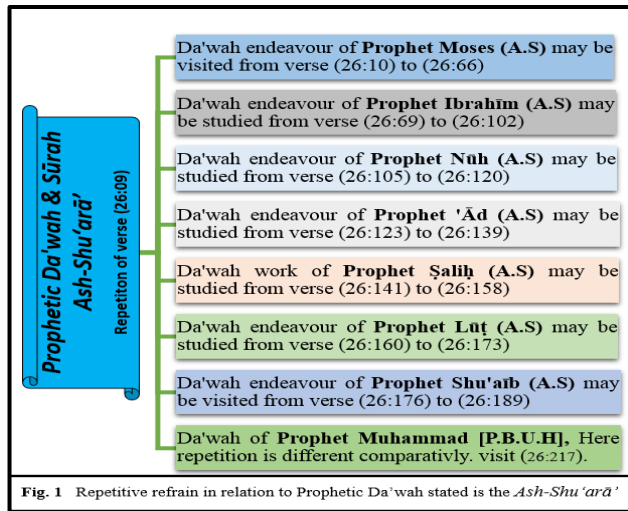 Prophetic Da'wah & Sūrah
Ash-Shu‘arā’
Repetiton of verse (26:09)
Da'wah endeavour of Prophet Moses (A.S) may be
visited from verse (26:10) to (26:66)
Da'wah endeavour of Prophet Ibrahīm (A.S) may
be studied from verse (26:69) to (26:102)
Da'wah endeavour of Prophet Nūh (A.S) may be
studied from verse (26:105) to (26:120)
Da'wah endeavour of Prophet 'Ād (A.S) may be
studied from verse (26:123) to (26:139)
Da'wah work of Prophet Ṣaliḥ (A.S) may be
studied from verse (26:141) to (26:158)
Da'wah endeavour of Prophet Lūṭ (A.S) may be
studied from verse (26:160) to (26:173)
Da'wah endeavour of Prophet Shu'aīb (A.S) may
be visited from verse (26:176) to (26:189)
Da'wah of Prophet Muhammad [P.B.U.H], Here
repetition is different comparativly. visit (26:217).
Fig. 1 Repetitive refrain in relation to Prophetic Da’wah stated is the Ash-Shu‘arā’